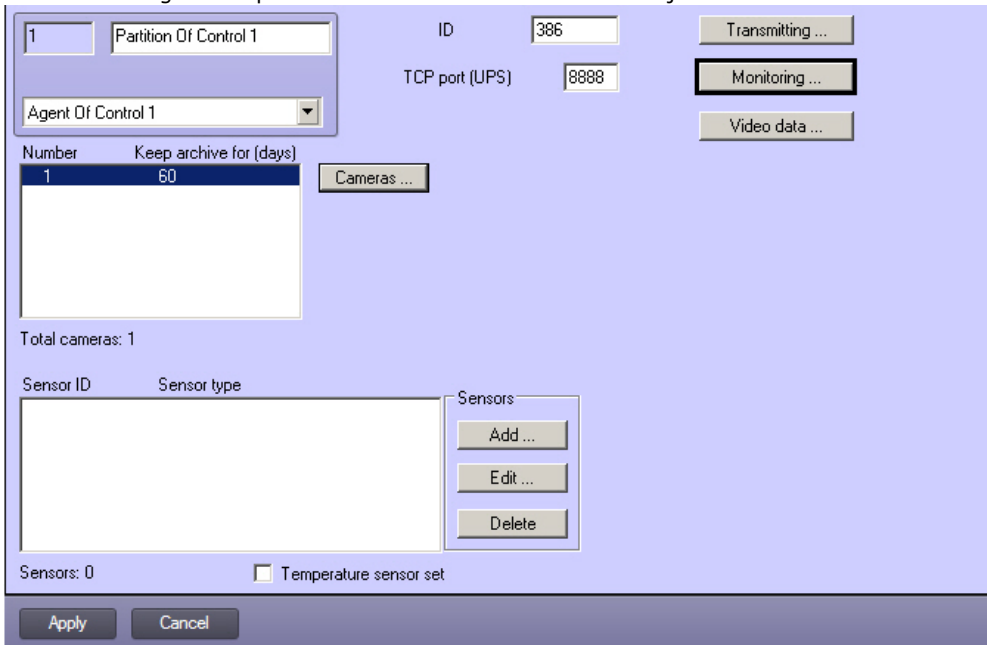 1 Partition Of Control 1 ID 386 Transmitting ...
TCP port (UPS) 8888 Monitoring ...
Agent Of Control 1 Video data ...
Number Keep archive for (days)
1 60 Cameras ...
Total cameras: 1
Sensor ID Sensor type
Sensors
Add ...
Edit ...
Delete
Sensors: 0 Temperature sensor set
Apply Cancel